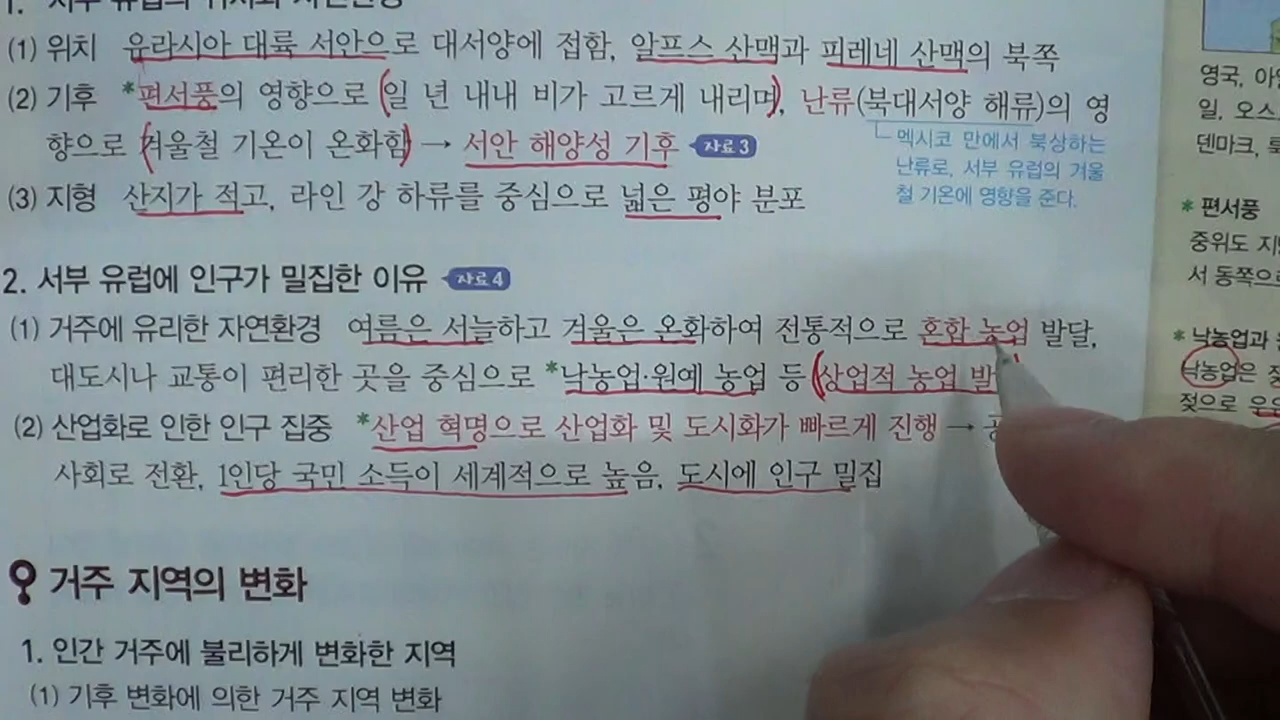 1. 서부 유럽의 위치와 자연환경
(1) 위치 유라시아 대륙 서안으로 대서양에 접함, 알프스 산맥과 피레네 산맥의 북쪽
(2) 기후 *편서풍의 영향으로 일 년 내내 비가 고르게 내리며, 난류(북대서양 해류)의 영
향으로 겨울철 기온이 온화함 → 서안 해양성 기후 자료3
멕시코 만에서 북상하는
난류로, 서부 유럽의 겨울
철 기온에 영향을 준다.
(3) 지형 산지가 적고, 라인 강 하류를 중심으로 넓은 평야 분포
2. 서부 유럽에 인구가 밀집한 이유 자료4
(1) 거주에 유리한 자연환경 여름은 서늘하고 겨울은 온화하여 전통적으로 혼합 농업 발달,
대도시나 교통이 편리한 곳을 중심으로 *낙농업·원예 농업 등 상업적 농업 발
(2) 산업화로 인한 인구 집중 *산업 혁명으로 산업화 및 도시화가 빠르게 진행 →
사회로 전환, 1인당 국민 소득이 세계적으로 높음, 도시에 인구 밀집
거주 지역의 변화
1. 인간 거주에 불리하게 변화한 지역
(1) 기후 변화에 의한 거주 지역 변화
영국, 아
일, 오스
덴마크,
* 편서풍
중위도 지
서 동쪽으
* 낙농업과
낙농업은
젖으로